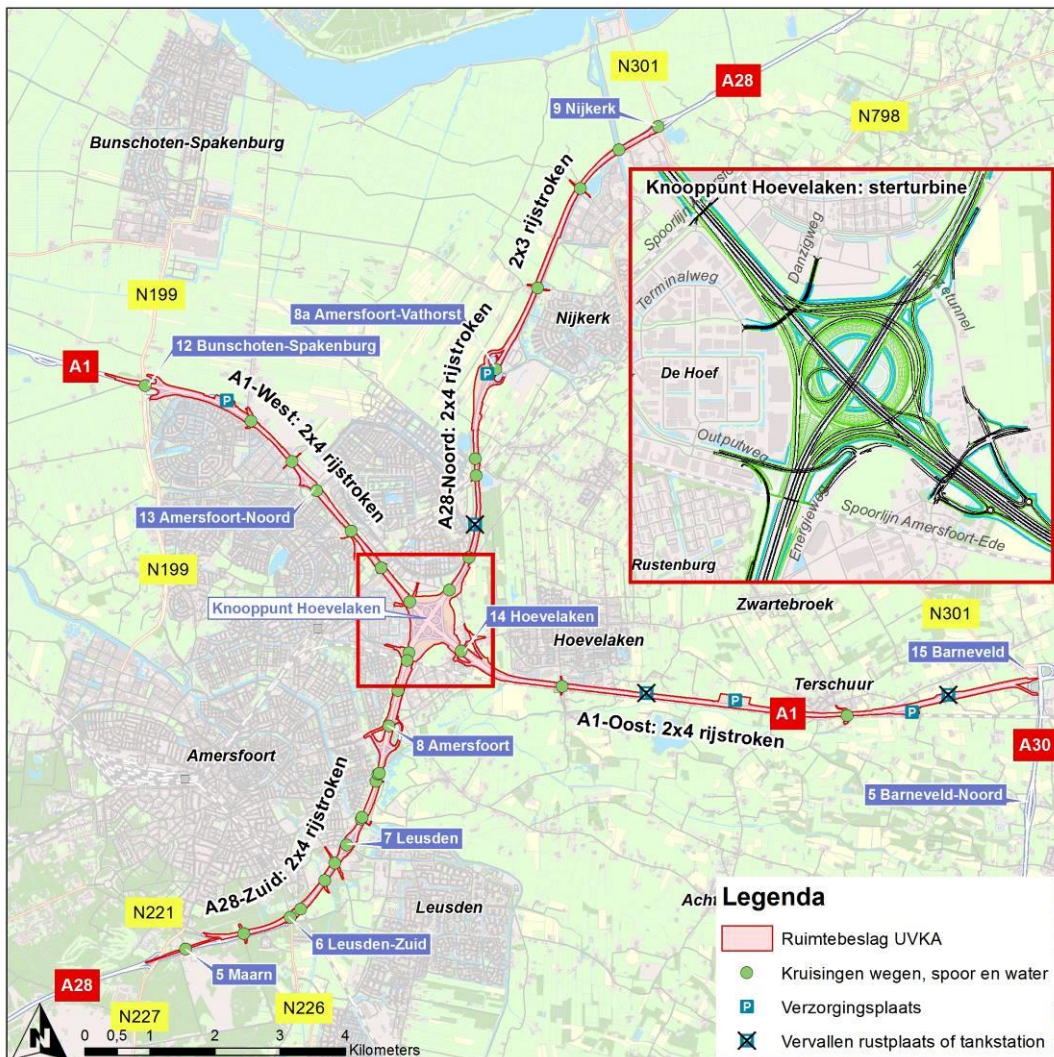 N301
A28
9 Nijkerk
N798
Bunschoten-Spakenburg
2x3 rijstroken
Knooppunt Hoevelaken: sterturbine
Danzigweg
Terminalweg
De Hoef
Outputweg
Energieweg
Spoorlijn Amersfoort-Ede
Rustenburg
N199
8a Amersfoort-Vathorst
Nijkerk
12 Bunschoten-Spakenburg
A1
A1-West: 2x4 rijstroken
A28-Noord: 2x4 rijstroken
13 Amersfoort-Noord
N199
Knooppunt Hoevelaken
14 Hoevelaken
Hoevelaken
Zwartebroek
N301
15 Barneveld
Terschuur
A1
A1-Oost: 2x4 rijstroken
A30
Amersfoort
8 Amersfoort
5 Barneveld-Noord
7 Leusden
A28-Zuid: 2x4 rijstroken
Leusden
N221
6 Leusden-Zuid
5 Maarn
A28
N227
N226
N
0 0,5 1 2 3 4
Kilometers
Legenda
Ruimtebeslag UVKA
Kruisingen wegen, spoor en water
P Verzorgingsplaats
Vervallen rustplaats of tankstation